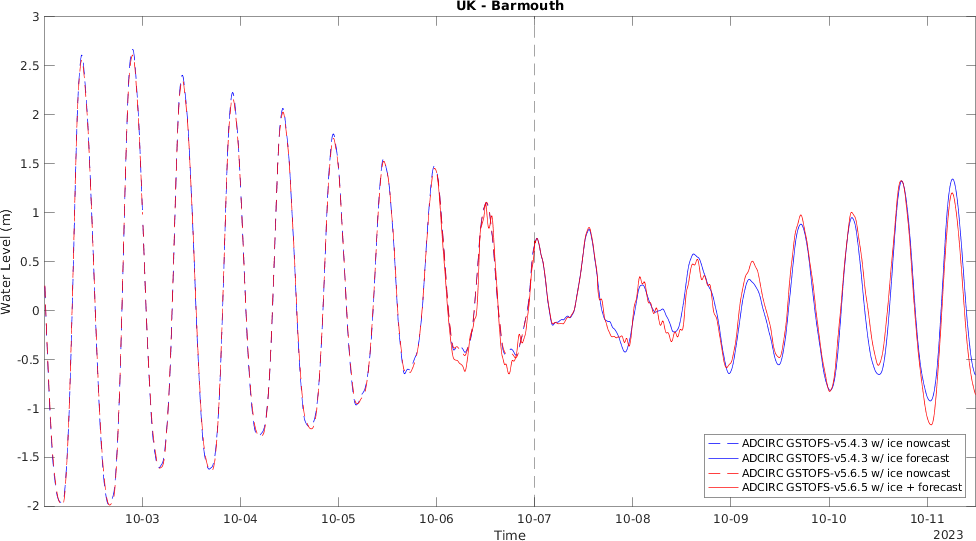 UK - Barmouth
3
2.5
2
1.5
1
0.5
0
-0.5
-1
-1.5
-2
Water Level (m)
10-03 10-04 10-05 10-06 10-07 10-08 10-09 10-10 10-11
Time
2023
ADCIRC GSTOFS-v5.4.3 w/ ice nowcast
ADCIRC GSTOFS-v5.4.3 w/ ice forecast
ADCIRC GSTOFS-v5.6.5 w/ ice nowcast
ADCIRC GSTOFS-v5.6.5 w/ ice + forecast